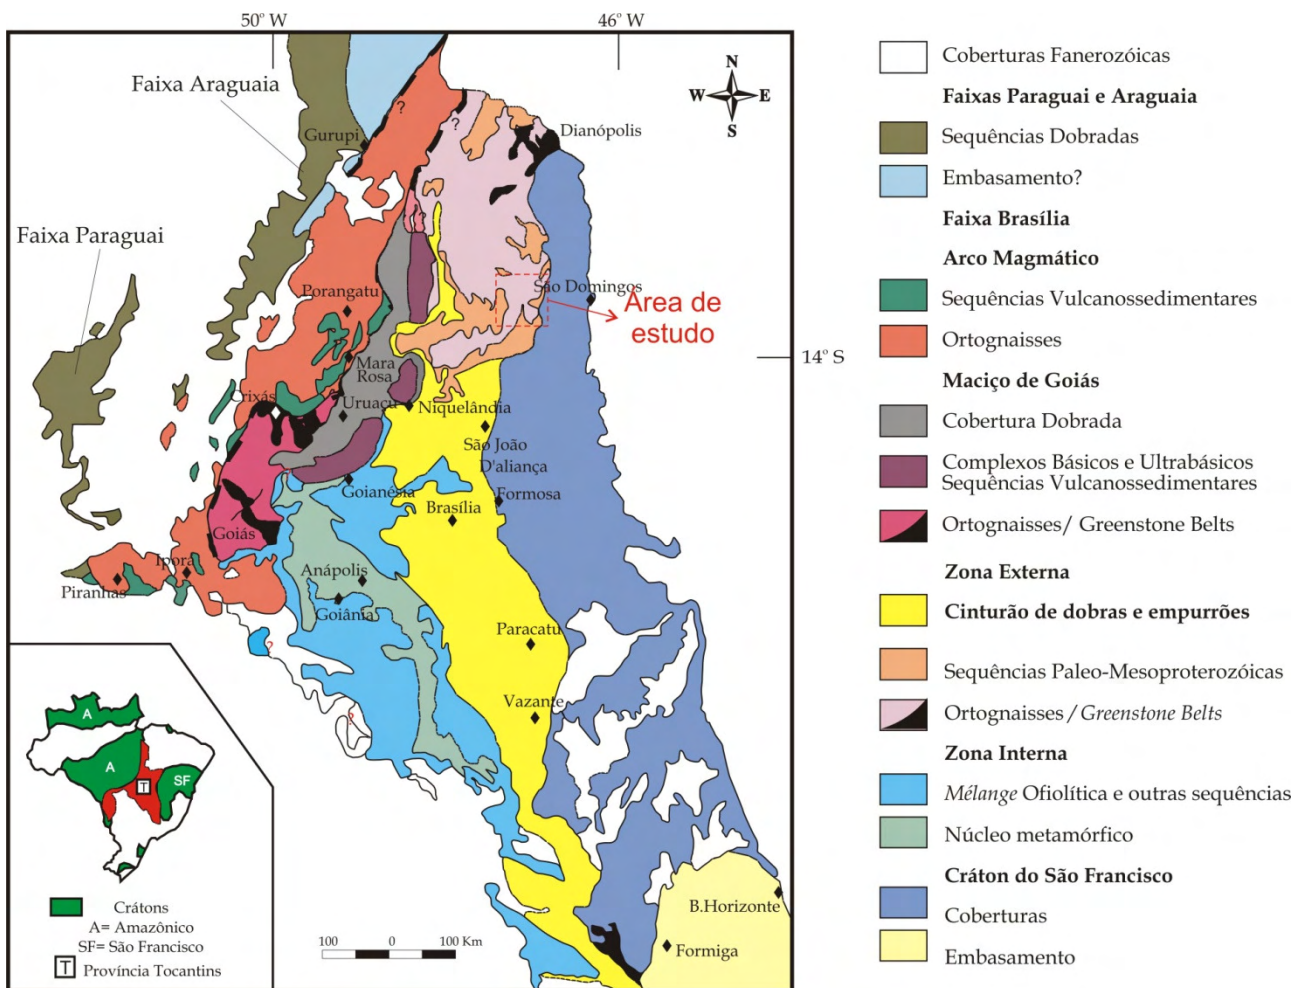 50º W
46º W
Faixa Araguaia
N
W E
S
Gurupi
Dianópolis
?
?
Faixa Paraguai
São Domingos
Área de
estudo
Porangatu
14º S
Mara
Rosa
Crixás
Uruaçu
Niquelândia
São João
D'aliança
Goianésia
Formosa
Brasília
Goiás
Iporá
Anápolis
Piranhas
Goiânia
?
Paracatu
Vazante
?
A
A
SF
T
B.Horizonte
Formiga
Crátons
A= Amazônico
SF= São Francisco
T Província Tocantins
100 0 100 Km
Coberturas Fanerozóicas
Faixas Paraguai e Araguaia
Sequências Dobradas
Embasamento?
Faixa Brasília
Arco Magmático
Sequências Vulcanossedimentares
Ortognaisses
Maciço de Goiás
Cobertura Dobrada
Complexos Básicos e Ultrabásicos
Sequências Vulcanossedimentares
Ortognaisses/ Greenstone Belts
Zona Externa
Cinturão de dobras e empurrões
Sequências Paleo-Mesoproterozóicas
Ortognaisses / Greenstone Belts
Zona Interna
Mélange Ofiolítica e outras sequências
Núcleo metamórfico
Cráton do São Francisco
Coberturas
Embasamento